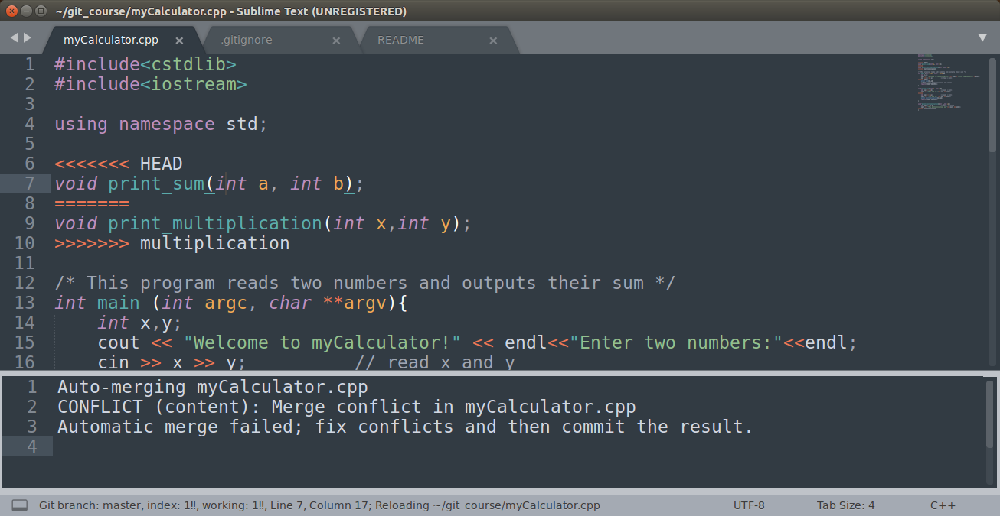 ~/git_course/myCalculator.cpp - Sublime Text (UNREGISTERED)
myCalculator.cpp × .gitignore × README ×
1 #include<cstdlib>
2 #include<iostream>
3
4 using namespace std;
5
6 <<<<<<< HEAD
7 void print_sum(int a, int b);
8 =======
9 void print_multiplication(int x,int y);
10 >>>>>>> multiplication
11
12 /* This program reads two numbers and outputs their sum */
13 int main (int argc, char **argv){
14     int x,y;
15     cout << "Welcome to myCalculator!" << endl<<"Enter two numbers:"<<endl;
16     cin >> x >> y;          // read x and y
1 Auto-merging myCalculator.cpp
2 CONFLICT (content): Merge conflict in myCalculator.cpp
3 Automatic merge failed; fix conflicts and then commit the result.
4
Git branch: master, index: 1‼, working: 1‼, Line 7, Column 17; Reloading ~/git_course/myCalculator.cpp UTF-8 Tab Size: 4 C++